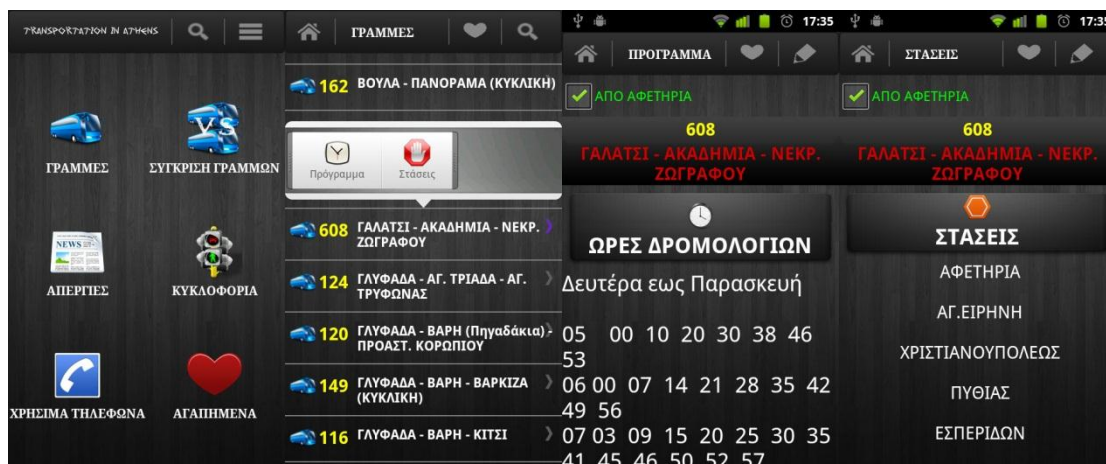 TRANSPORTATION IN ATHENS
ΓΡΑΜΜΕΣ
VS
ΣΥΓΚΡΙΣΗ ΓΡΑΜΜΩΝ
NEWS
ΑΠΕΡΓΙΕΣ
ΚΥΚΛΟΦΟΡΙΑ
ΧΡΗΣΙΜΑ ΤΗΛΕΦΩΝΑ
ΑΓΑΠΗΜΕΝΑ
ΓΡΑΜΜΕΣ
162 ΒΟΥΛΑ - ΠΑΝΟΡΑΜΑ (ΚΥΚΛΙΚΗ)
Πρόγραμμα
Στάσεις
608 ΓΑΛΑΤΣΙ - ΑΚΑΔΗΜΙΑ - ΝΕΚΡ.
ΖΩΓΡΑΦΟΥ
124 ΓΛΥΦΑΔΑ - ΑΓ. ΤΡΙΑΔΑ - ΑΓ.
ΤΡΥΦΩΝΑΣ
120 ΓΛΥΦΑΔΑ - ΒΑΡΗ (Πηγαδάκια) -
ΠΡΟΑΣΤ. ΚΟΡΩΠΙΟΥ
149 ΓΛΥΦΑΔΑ - ΒΑΡΗ - ΒΑΡΚΙΖΑ
(ΚΥΚΛΙΚΗ)
116 ΓΛΥΦΑΔΑ - ΒΑΡΗ - ΚΙΤΣΙ
17:35
ΠΡΟΓΡΑΜΜΑ
ΑΠΟ ΑΦΕΤΗΡΙΑ
608
ΓΑΛΑΤΣΙ - ΑΚΑΔΗΜΙΑ - ΝΕΚΡ.
ΖΩΓΡΑΦΟΥ
ΩΡΕΣ ΔΡΟΜΟΛΟΓΙΩΝ
Δευτέρα εως Παρασκευή
05 00 10 20 30 38 46
53
06 00 07 14 21 28 35 42
49 56
07 03 09 15 20 25 30 35
41 45 46 50 52 57
17:35
ΣΤΑΣΕΙΣ
ΑΠΟ ΑΦΕΤΗΡΙΑ
608
ΓΑΛΑΤΣΙ - ΑΚΑΔΗΜΙΑ - ΝΕΚΡ.
ΖΩΓΡΑΦΟΥ
ΣΤΑΣΕΙΣ
ΑΦΕΤΗΡΙΑ
ΑΓ.ΕΙΡΗΝΗ
ΧΡΙΣΤΙΑΝΟΥΠΟΛΕΩΣ
ΠΥΘΙΑΣ
ΕΣΠΕΡΙΔΩΝ